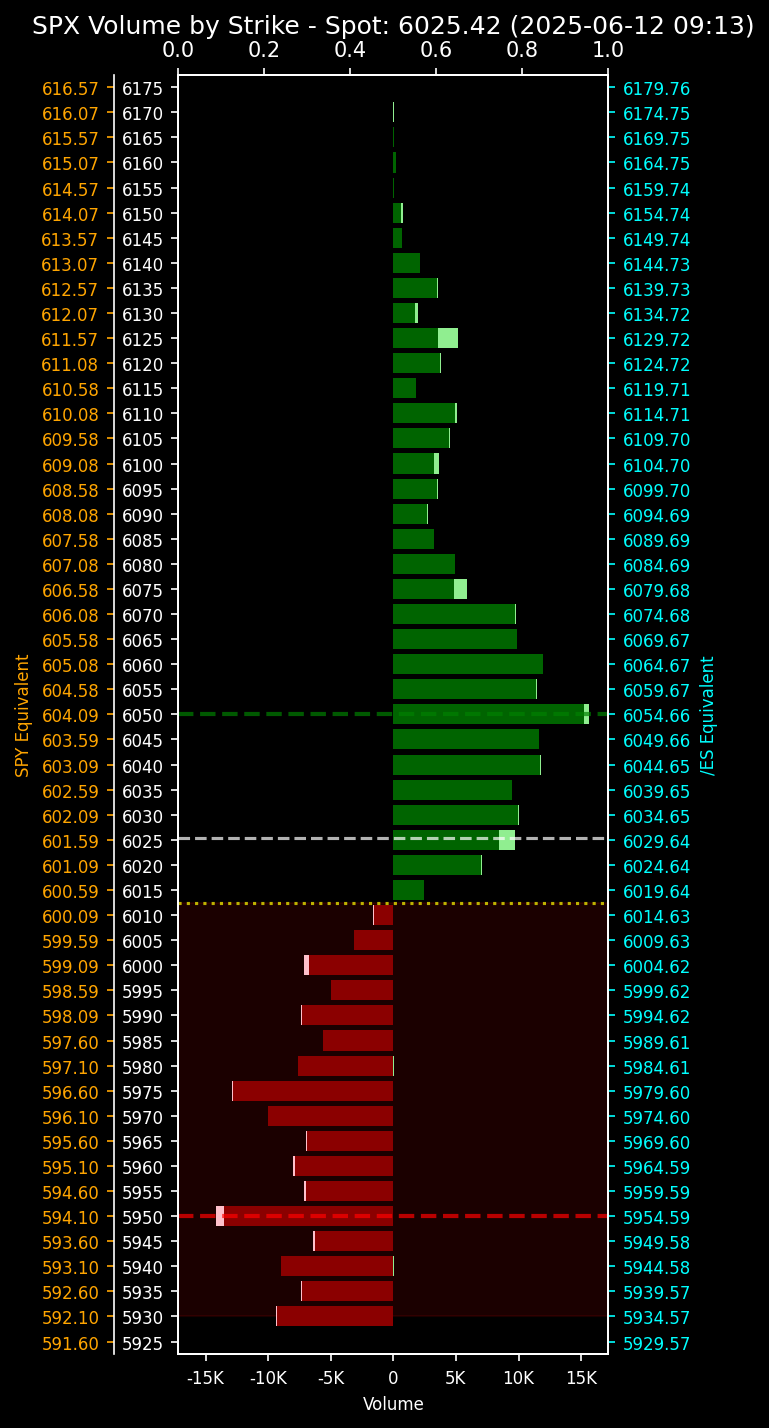 SPX Volume by Strike - Spot: 6025.42 (2025-06-12 09:13)
0.0 0.2 0.4 0.6 0.8 1.0
616.57 6175 6179.76
616.07 6170 6174.75
615.57 6165 6169.75
615.07 6160 6164.75
614.57 6155 6159.74
614.07 6150 6154.74
613.57 6145 6149.74
613.07 6140 6144.73
612.57 6135 6139.73
612.07 6130 6134.72
611.57 6125 6129.72
611.08 6120 6124.72
610.58 6115 6119.71
610.08 6110 6114.71
609.58 6105 6109.70
609.08 6100 6104.70
608.58 6095 6099.70
608.08 6090 6094.69
607.58 6085 6089.69
607.08 6080 6084.69
606.58 6075 6079.68
606.08 6070 6074.68
605.58 6065 6069.67
605.08 6060 6064.67
604.58 6055 6059.67
604.09 6050 6054.66
603.59 6045 6049.66
603.09 6040 6044.65
602.59 6035 6039.65
602.09 6030 6034.65
601.59 6025 6029.64
601.09 6020 6024.64
600.59 6015 6019.64
600.09 6010 6014.63
599.59 6005 6009.63
599.09 6000 6004.62
598.59 5995 5999.62
598.09 5990 5994.62
597.60 5985 5989.61
597.10 5980 5984.61
596.60 5975 5979.60
596.10 5970 5974.60
595.60 5965 5969.60
595.10 5960 5964.59
594.60 5955 5959.59
594.10 5950 5954.59
593.60 5945 5949.58
593.10 5940 5944.58
592.60 5935 5939.57
592.10 5930 5934.57
591.60 5925 5929.57
SPY Equivalent
/ES Equivalent
-15K -10K -5K 0 5K 10K 15K
Volume